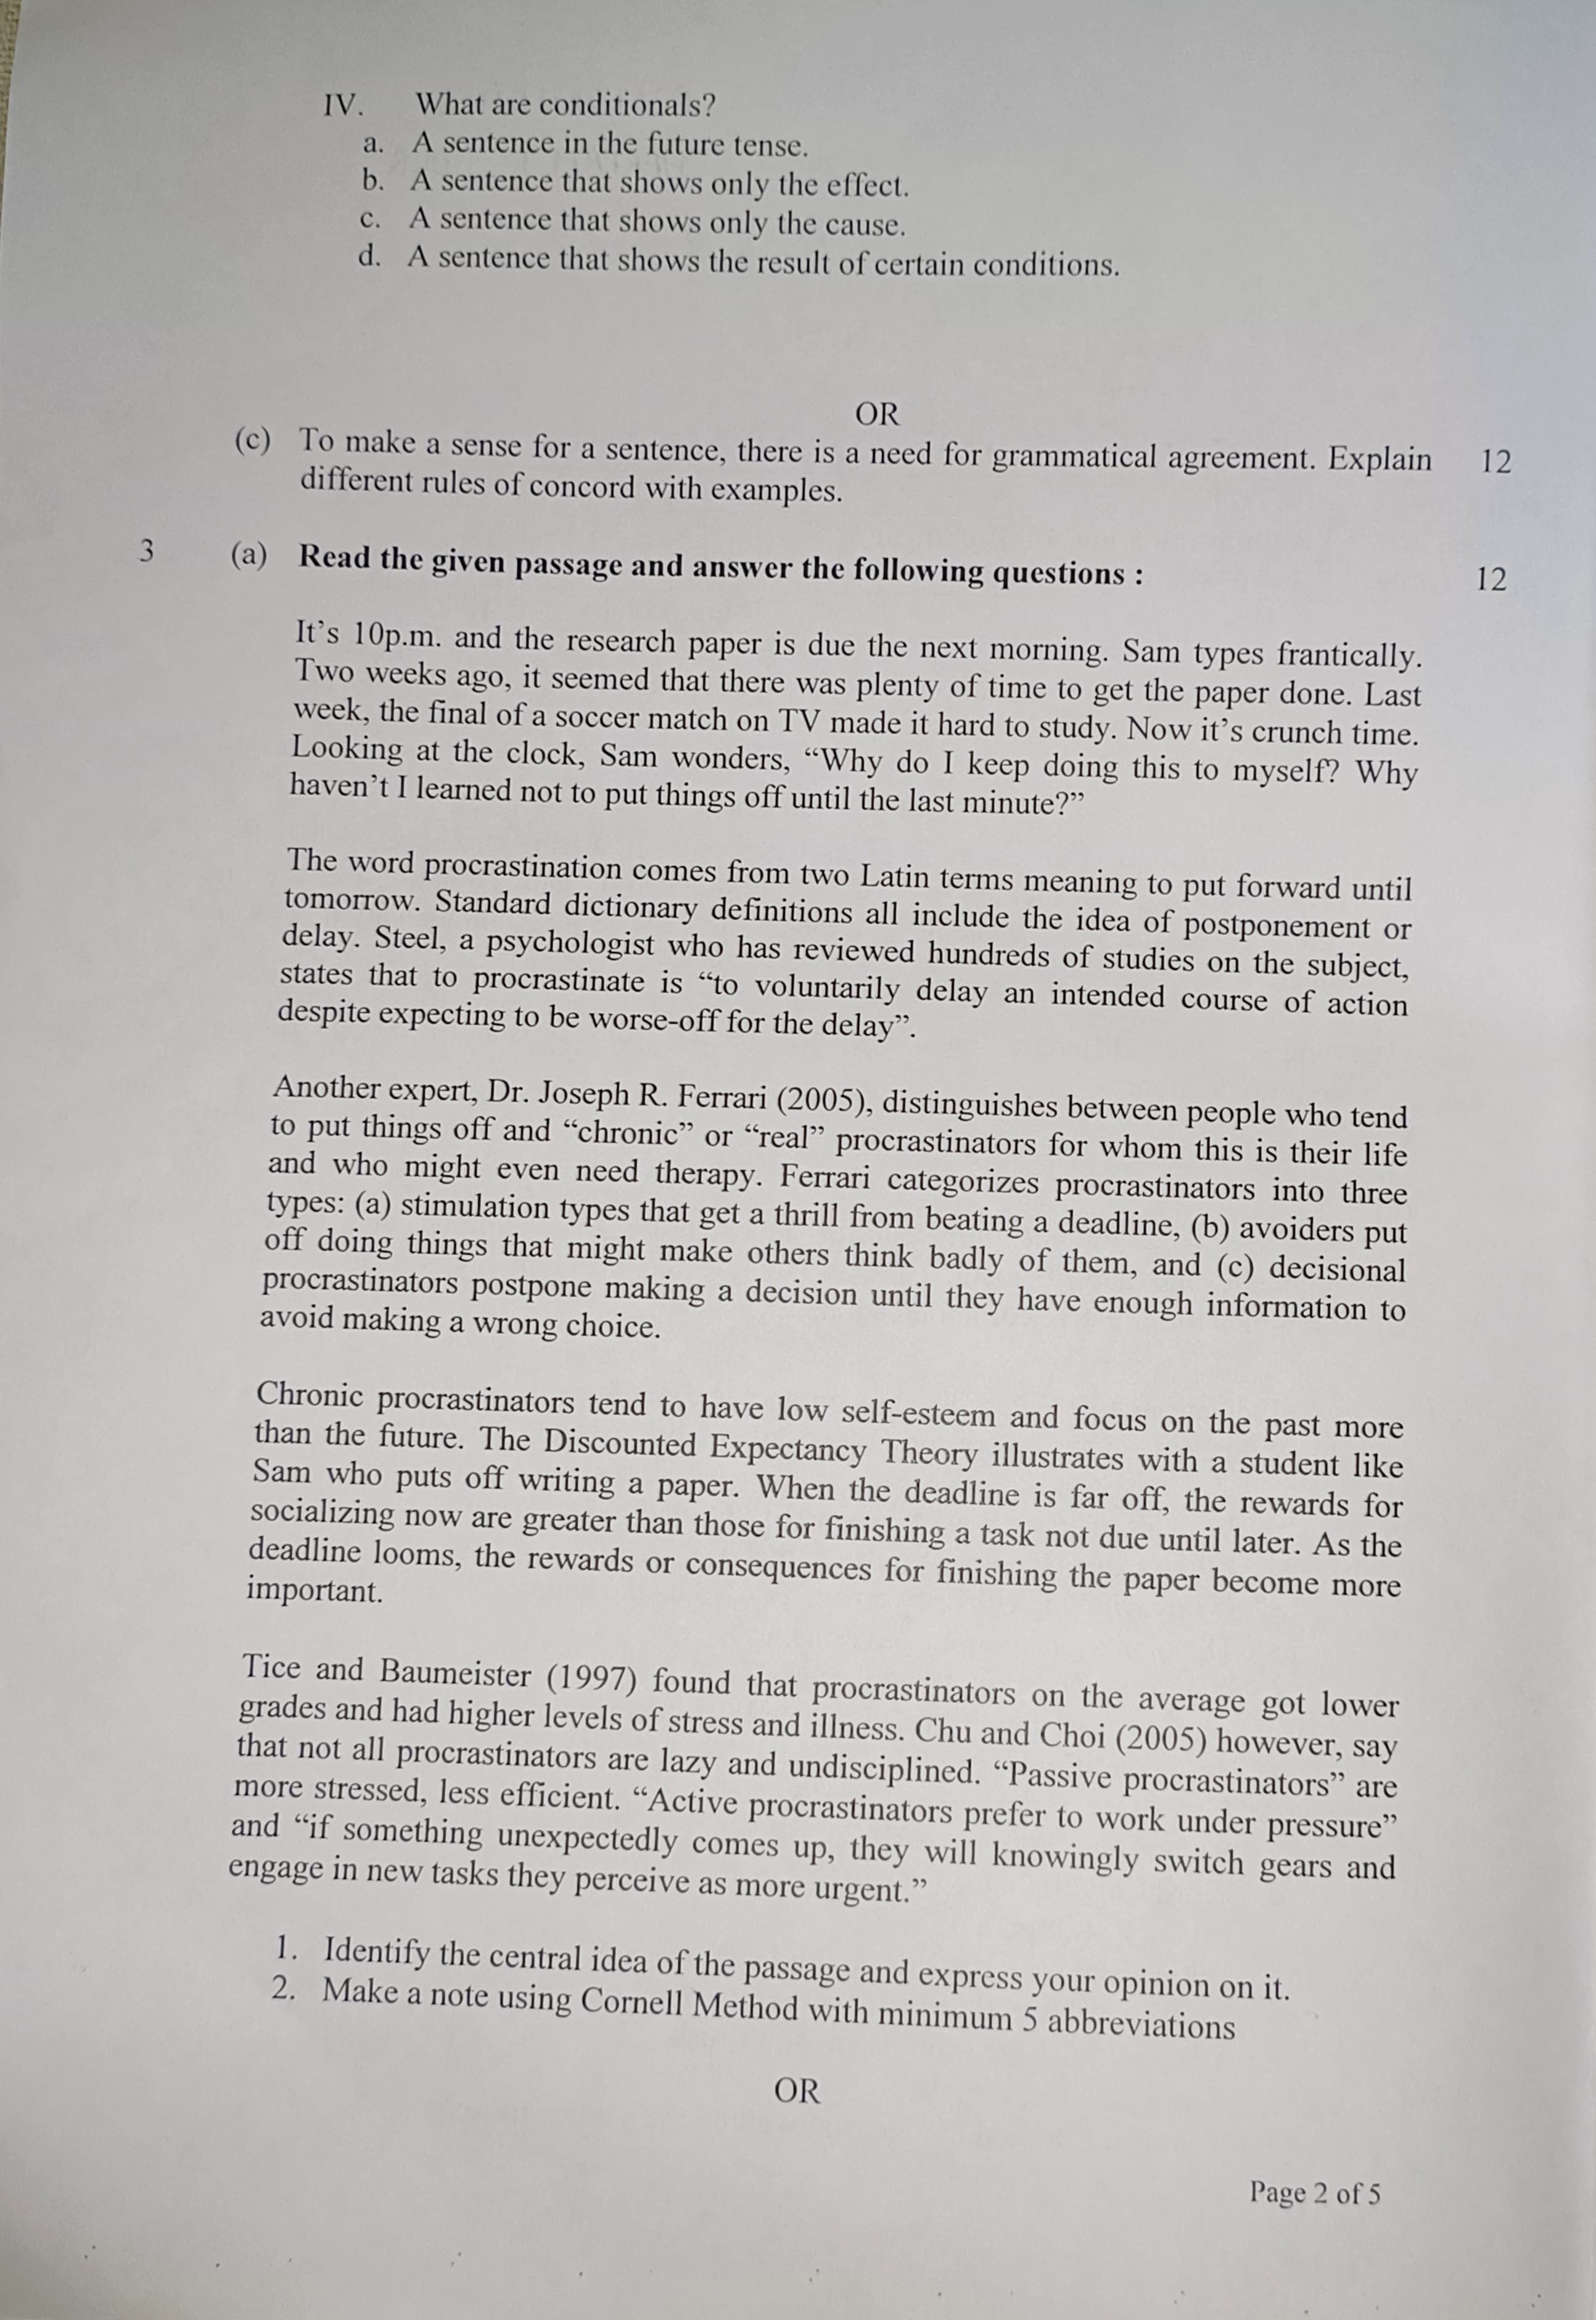 IV. What are conditionals?
a. A sentence in the future tense.
b. A sentence that shows only the effect.
c. A sentence that shows only the cause.
d. A sentence that shows the result of certain conditions.
OR
(c) To make a sense for a sentence, there is a need for grammatical agreement. Explain 12
different rules of concord with examples.
3 (a) Read the given passage and answer the following questions : 12
It's 10p.m. and the research paper is due the next morning. Sam types frantically.
Two weeks ago, it seemed that there was plenty of time to get the paper done. Last
week, the final of a soccer match on TV made it hard to study. Now it's crunch time.
Looking at the clock, Sam wonders, “Why do I keep doing this to myself? Why
haven't I learned not to put things off until the last minute?”
The word procrastination comes from two Latin terms meaning to put forward until
tomorrow. Standard dictionary definitions all include the idea of postponement or
delay. Steel, a psychologist who has reviewed hundreds of studies on the subject,
states that to procrastinate is “to voluntarily delay an intended course of action
despite expecting to be worse-off for the delay”.
Another expert, Dr. Joseph R. Ferrari (2005), distinguishes between people who tend
to put things off and “chronic” or “real” procrastinators for whom this is their life
and who might even need therapy. Ferrari categorizes procrastinators into three
types: (a) stimulation types that get a thrill from beating a deadline, (b) avoiders put
off doing things that might make others think badly of them, and (c) decisional
procrastinators postpone making a decision until they have enough information to
avoid making a wrong choice.
Chronic procrastinators tend to have low self-esteem and focus on the past more
than the future. The Discounted Expectancy Theory illustrates with a student like
Sam who puts off writing a paper. When the deadline is far off, the rewards for
socializing now are greater than those for finishing a task not due until later. As the
deadline looms, the rewards or consequences for finishing the paper become more
important.
Tice and Baumeister (1997) found that procrastinators on the average got lower
grades and had higher levels of stress and illness. Chu and Choi (2005) however, say
that not all procrastinators are lazy and undisciplined. “Passive procrastinators” are
more stressed, less efficient. “Active procrastinators prefer to work under pressure”
and “if something unexpectedly comes up, they will knowingly switch gears and
engage in new tasks they perceive as more urgent.”
1. Identify the central idea of the passage and express your opinion on it.
2. Make a note using Cornell Method with minimum 5 abbreviations
OR
Page 2 of 5